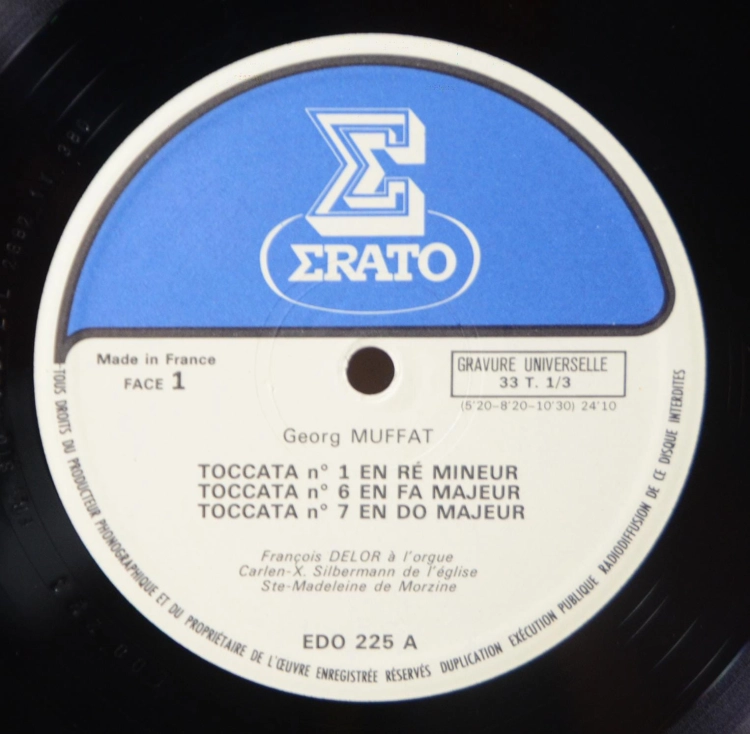 ΣRATO
Made in France
FACE 1
GRAVURE UNIVERSELLE
33 T. 1/3
(5'20–8'20–10'30) 24'10
Georg MUFFAT
TOCCATA n° 1 EN RÉ MINEUR
TOCCATA n° 6 EN FA MAJEUR
TOCCATA n° 7 EN DO MAJEUR
François DELOR à l'orgue
Carlen-X. Silbermann de l'église
Ste-Madeleine de Morzine
EDO 225 A
TOUS DROITS DU PRODUCTEUR PHONOGRAPHIQUE ET DU PROPRIÉTAIRE DE L'ŒUVRE ENREGISTRÉE RÉSERVÉS DUPLICATION EXÉCUTION PUBLIQUE RADIODIFFUSION DE CE DISQUE INTERDITES